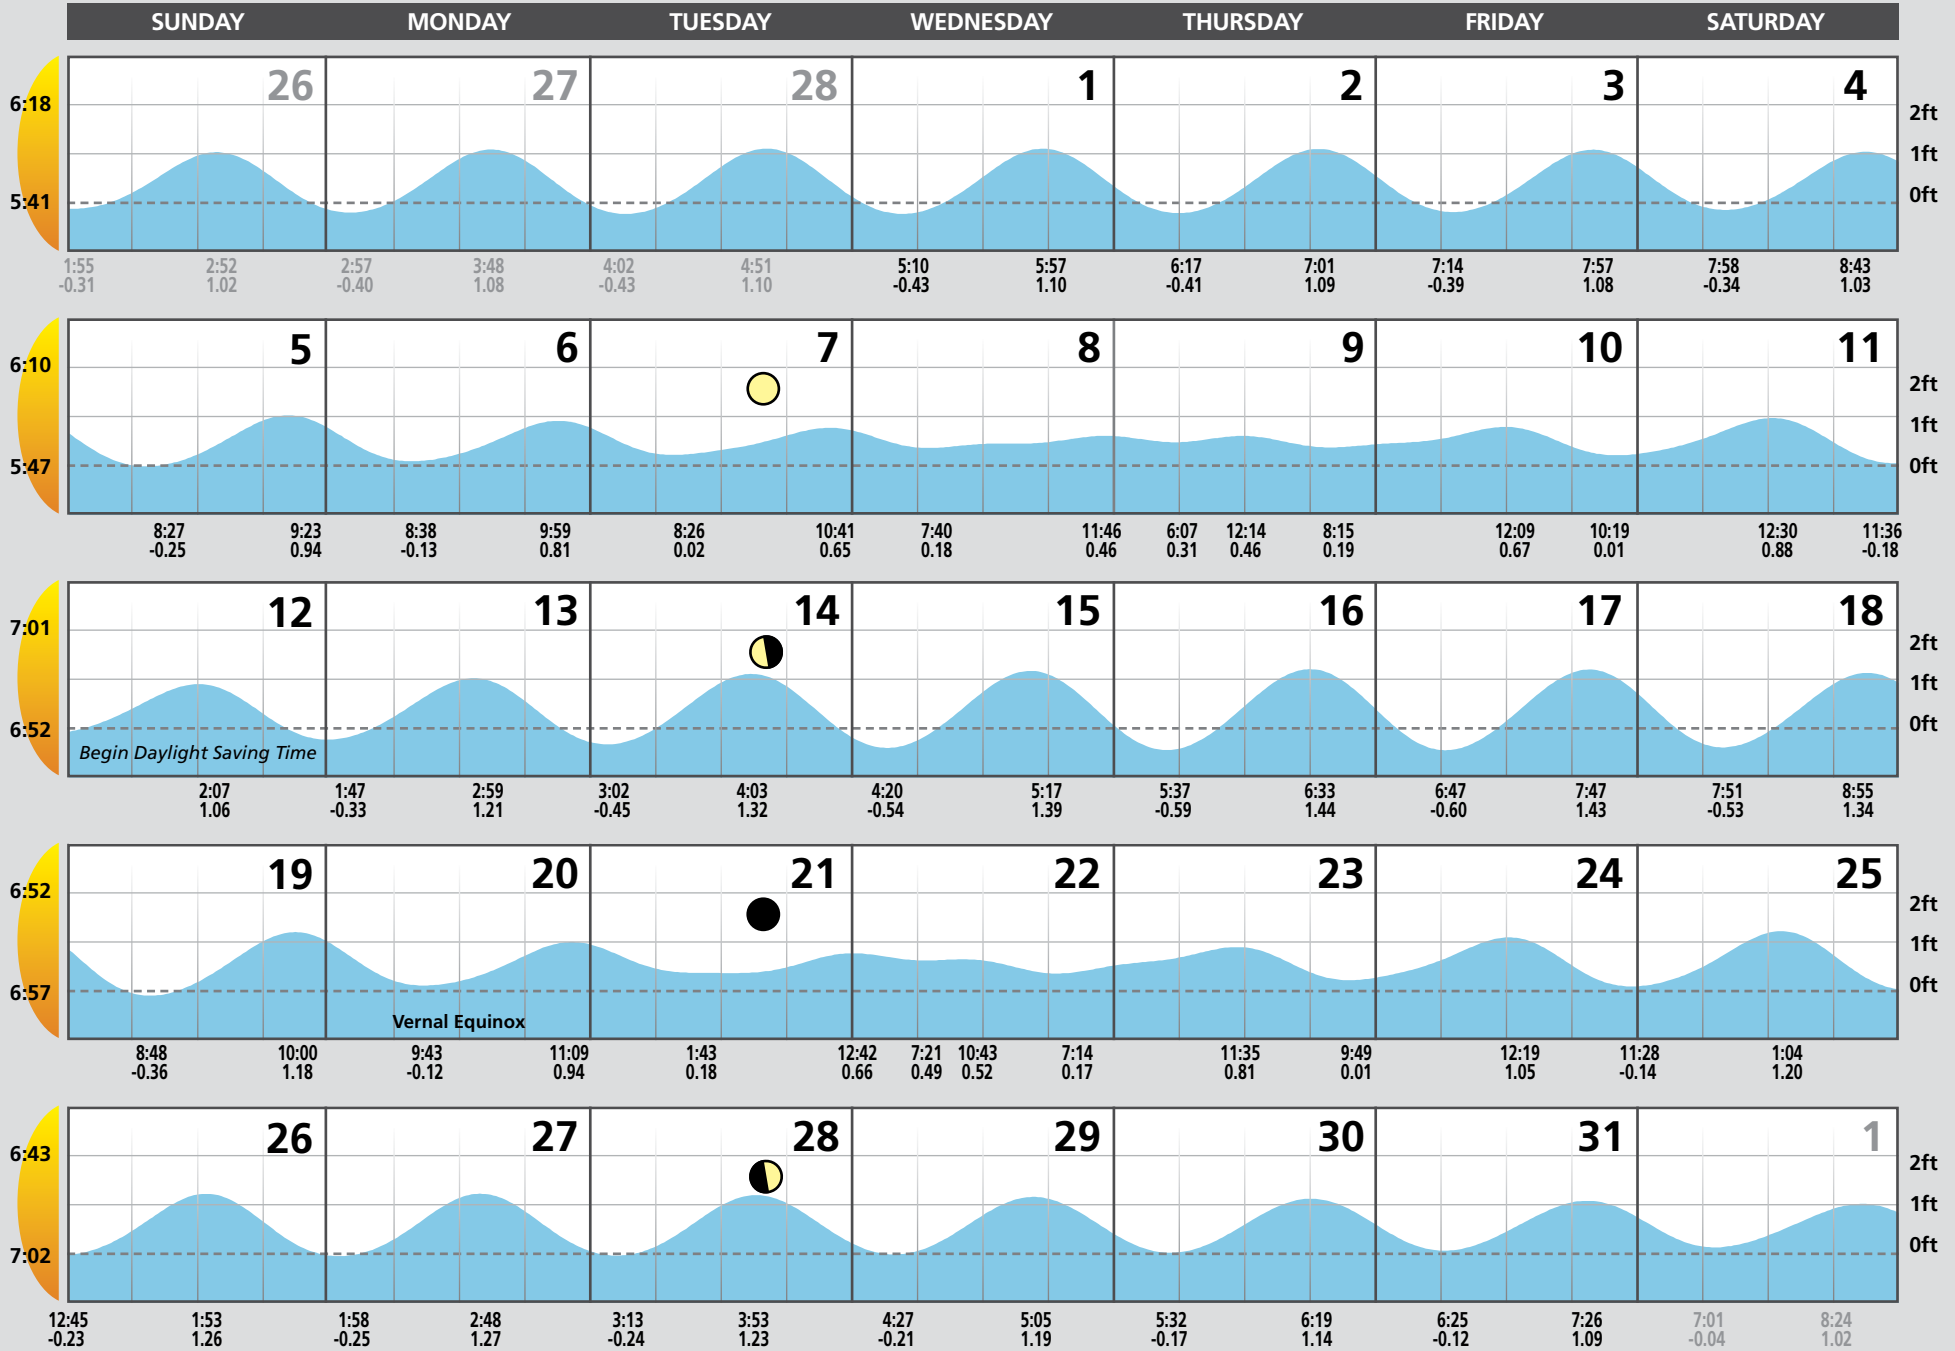 SUNDAY MONDAY TUESDAY WEDNESDAY THURSDAY FRIDAY SATURDAY
26 27 28 1 2 3 4
6:18
2ft
1ft
5:41
0ft
1:55 2:52 2:57 3:48 4:02 4:51 5:10 5:57 6:17 7:01 7:14 7:57 7:58 8:43
-0.31 1.02 -0.40 1.08 -0.43 1.10 -0.43 1.10 -0.41 1.09 -0.39 1.08 -0.34 1.03
5 6 7 8 9 10 11
6:10
2ft
1ft
5:47
0ft
8:27 9:23 8:38 9:59 8:26 10:41 7:40 11:46 6:07 12:14 8:15 12:09 10:19 12:30 11:36
-0.25 0.94 -0.13 0.81 0.02 0.65 0.18 0.46 0.31 0.46 0.19 0.67 0.01 0.88 -0.18
12 13 14 15 16 17 18
7:01
2ft
1ft
6:52
0ft
Begin Daylight Saving Time
2:07 1:47 2:59 3:02 4:03 4:20 5:17 5:37 6:33 6:47 7:47 7:51 8:55
1.06 -0.33 1.21 -0.45 1.32 -0.54 1.39 -0.59 1.44 -0.60 1.43 -0.53 1.34
19 20 21 22 23 24 25
6:52
2ft
1ft
6:57
0ft
Vernal Equinox
8:48 10:00 9:43 11:09 1:43 12:42 7:21 10:43 7:14 11:35 9:49 12:19 11:28 1:04
-0.36 1.18 -0.12 0.94 0.18 0.66 0.49 0.52 0.17 0.81 0.01 1.05 -0.14 1.20
26 27 28 29 30 31 1
6:43
2ft
1ft
7:02
0ft
12:45 1:53 1:58 2:48 3:13 3:53 4:27 5:05 5:32 6:19 6:25 7:26 7:01 8:24
-0.23 1.26 -0.25 1.27 -0.24 1.23 -0.21 1.19 -0.17 1.14 -0.12 1.09 -0.04 1.02